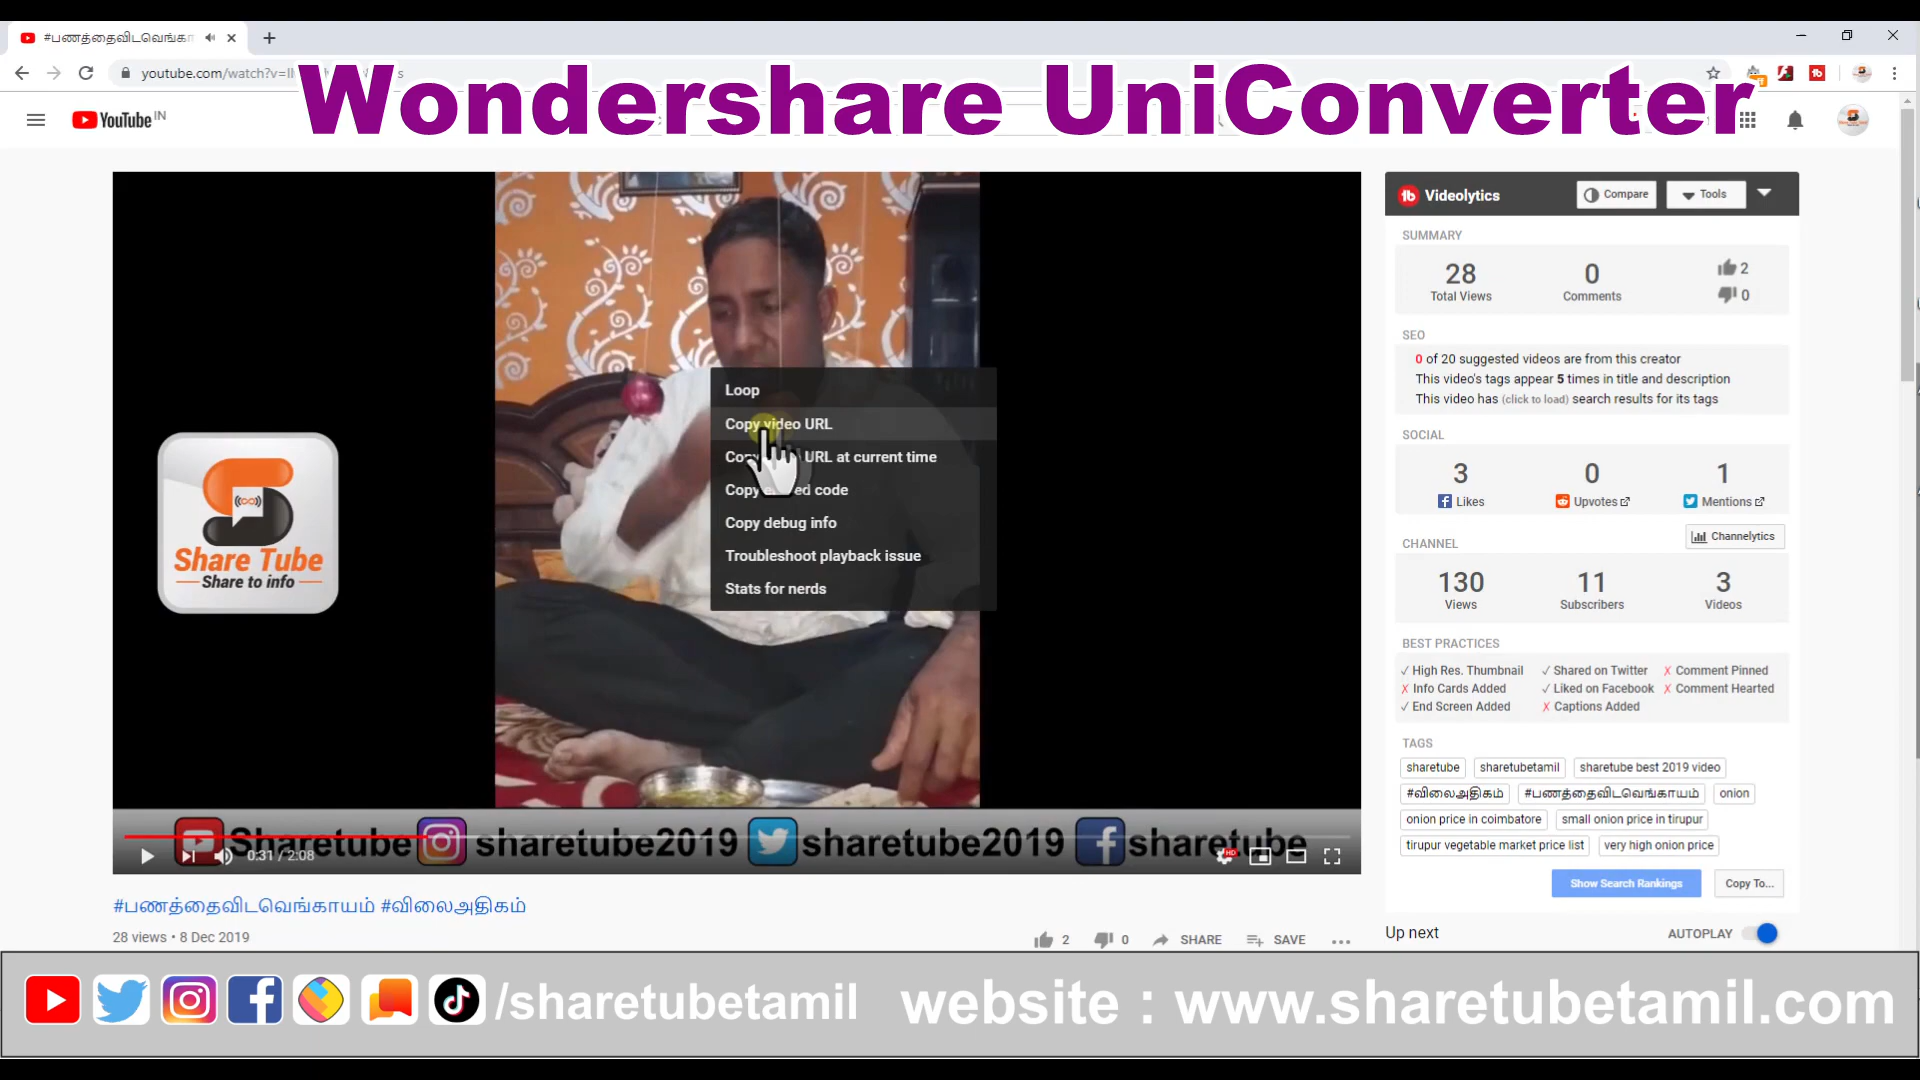 #பணத்தைவிடவெங்கா
youtube.com/watch?v=
Wondershare UniConverter
YouTube IN
Videolytics
Compare
Tools
SUMMARY
28
Total Views
0
Comments
2
0
SEO
0 of 20 suggested videos are from this creator
This video's tags appear 5 times in title and description
This video has (click to load) search results for its tags
SOCIAL
3
Likes
0
Upvotes
1
Mentions
CHANNEL
Channelytics
130
Views
11
Subscribers
3
Videos
BEST PRACTICES
✓ High Res. Thumbnail ✓ Shared on Twitter ✗ Comment Pinned
✗ Info Cards Added ✓ Liked on Facebook ✗ Comment Hearted
✓ End Screen Added ✗ Captions Added
TAGS
sharetube sharetubetamil sharetube best 2019 video
#விலைஅதிகம் #பணத்தைவிடவெங்காயம் onion
onion price in coimbatore small onion price in tirupur
tirupur vegetable market price list very high onion price
Show Search Rankings Copy To...
Up next AUTOPLAY
Loop
Copy video URL
URL at current time
Copy code
Copy debug info
Troubleshoot playback issue
Stats for nerds
Share Tube
Share to info
Sharetube sharetube2019 sharetube2019 sharetube
0:31 / 2:08
HD
#பணத்தைவிடவெங்காயம் #விலைஅதிகம்
28 views • 8 Dec 2019
2 0 SHARE SAVE
/sharetubetamil website : www.sharetubetamil.com